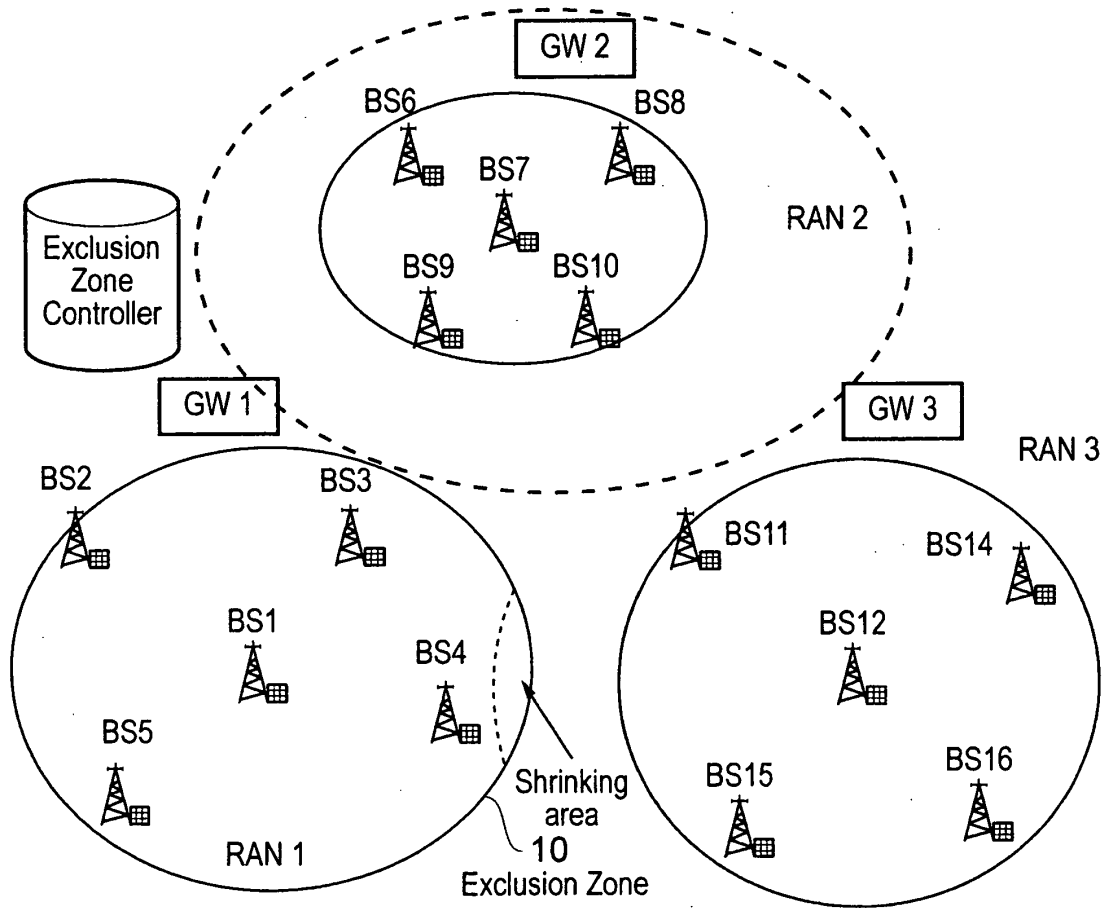 GW 2
BS6
BS8
BS7
RAN 2
Exclusion
Zone
Controller
BS9
BS10
GW 1
GW 3
RAN 3
BS2
BS3
BS11
BS14
BS1
BS12
BS4
BS5
BS15
BS16
Shrinking
area
RAN 1
10
Exclusion Zone